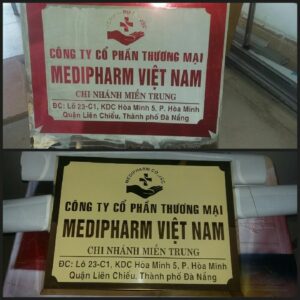 CÔNG TY CỔ PHẦN THƯƠNG MẠI
MEDIPHARM VIỆT NAM
CHI NHÁNH MIỀN TRUNG
ĐC: Lô 23-C1, KDC Hòa Minh 5, P. Hòa Minh
Quận Liên Chiểu, Thành phố Đà Nẵng
MEDIPHARM CO.,JSC
CÔNG TY CỔ PHẦN THƯƠNG MẠI
MEDIPHARM VIỆT NAM
CHI NHÁNH MIỀN TRUNG
ĐC: Lô 23-C1, KDC Hòa Minh 5, P. Hòa Minh
Quận Liên Chiểu, Thành phố Đà Nẵng